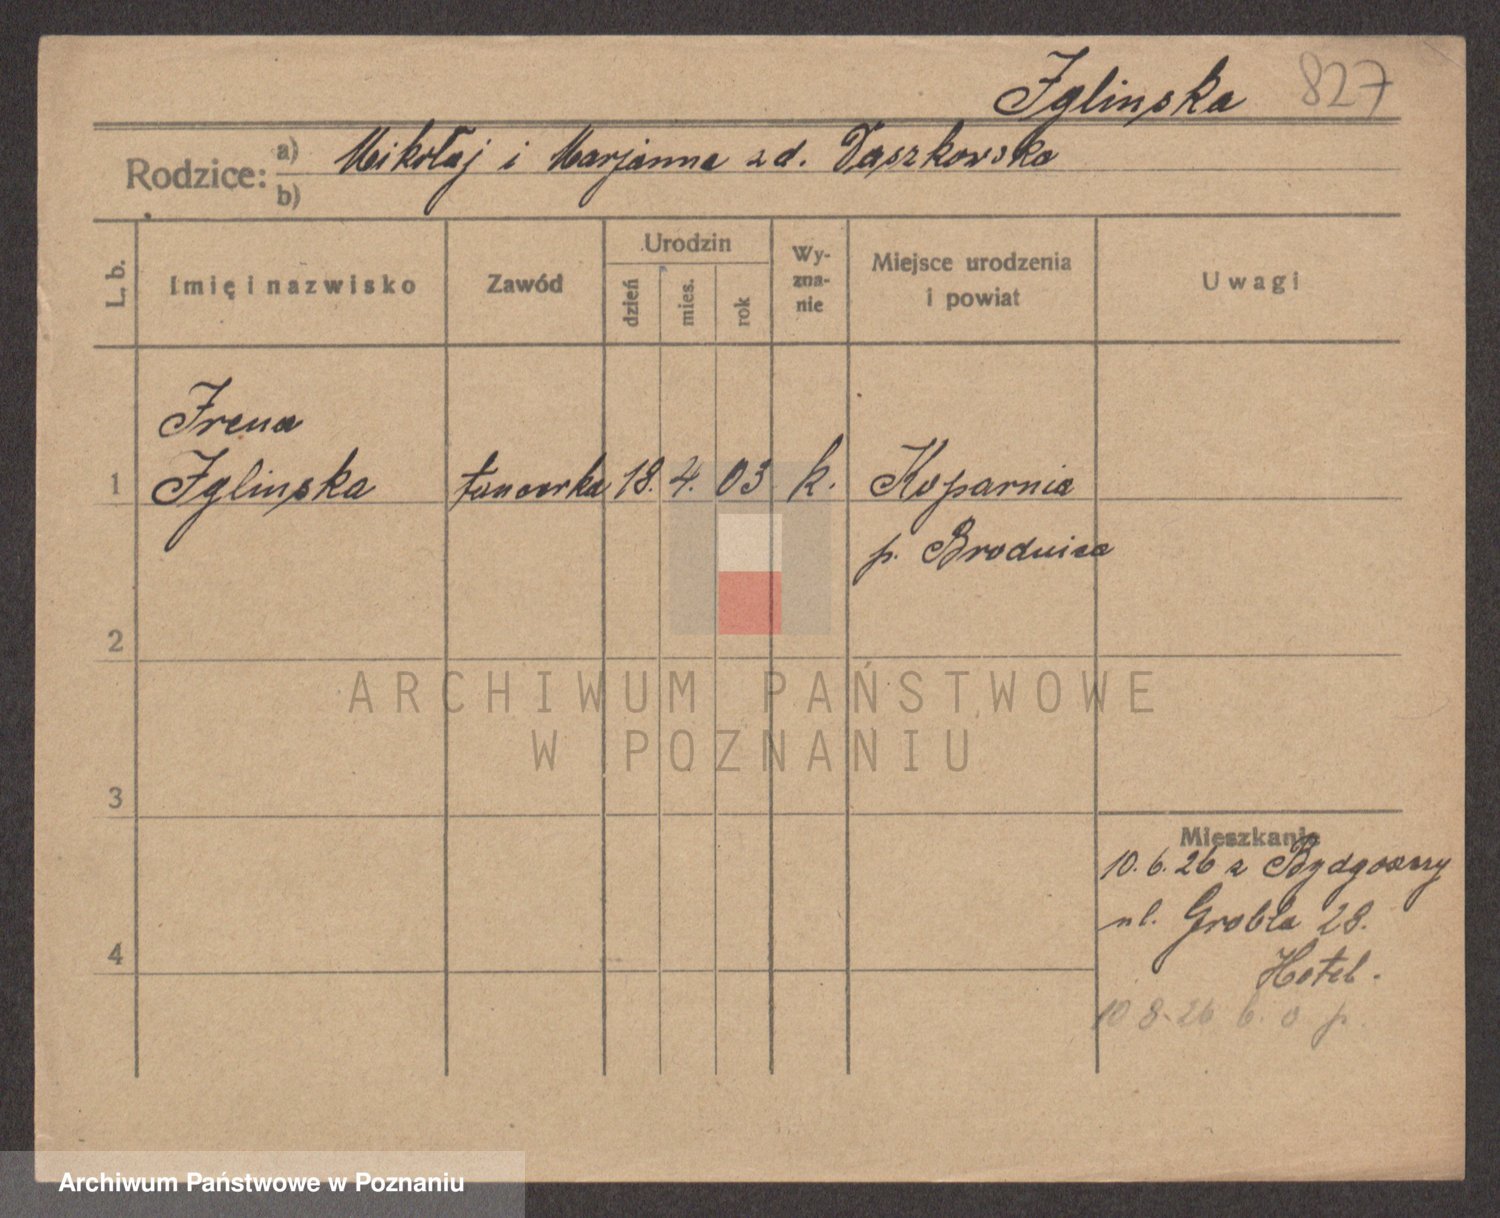 Iglinska 827
Rodzice: a) Mikołaj i Marjanna zd. Daszkowska
b)
L. b. Imię i nazwisko Zawód Urodzin dzień mies. rok Wy-zna-nie Miejsce urodzenia i powiat Uwagi
Irena
1 Iglinska tancerka 18. 4. 03 k. Koparnia
p. Brodnica
2
ARCHIWUM PAŃSTWOWE
W POZNANIU
3
Mieszkanie
10. 6. 26 z Bydgoszczy
ul. Grobla 28.
4
Hotel.
10 8. 26 b. o p.
Archiwum Państwowe w Poznaniu